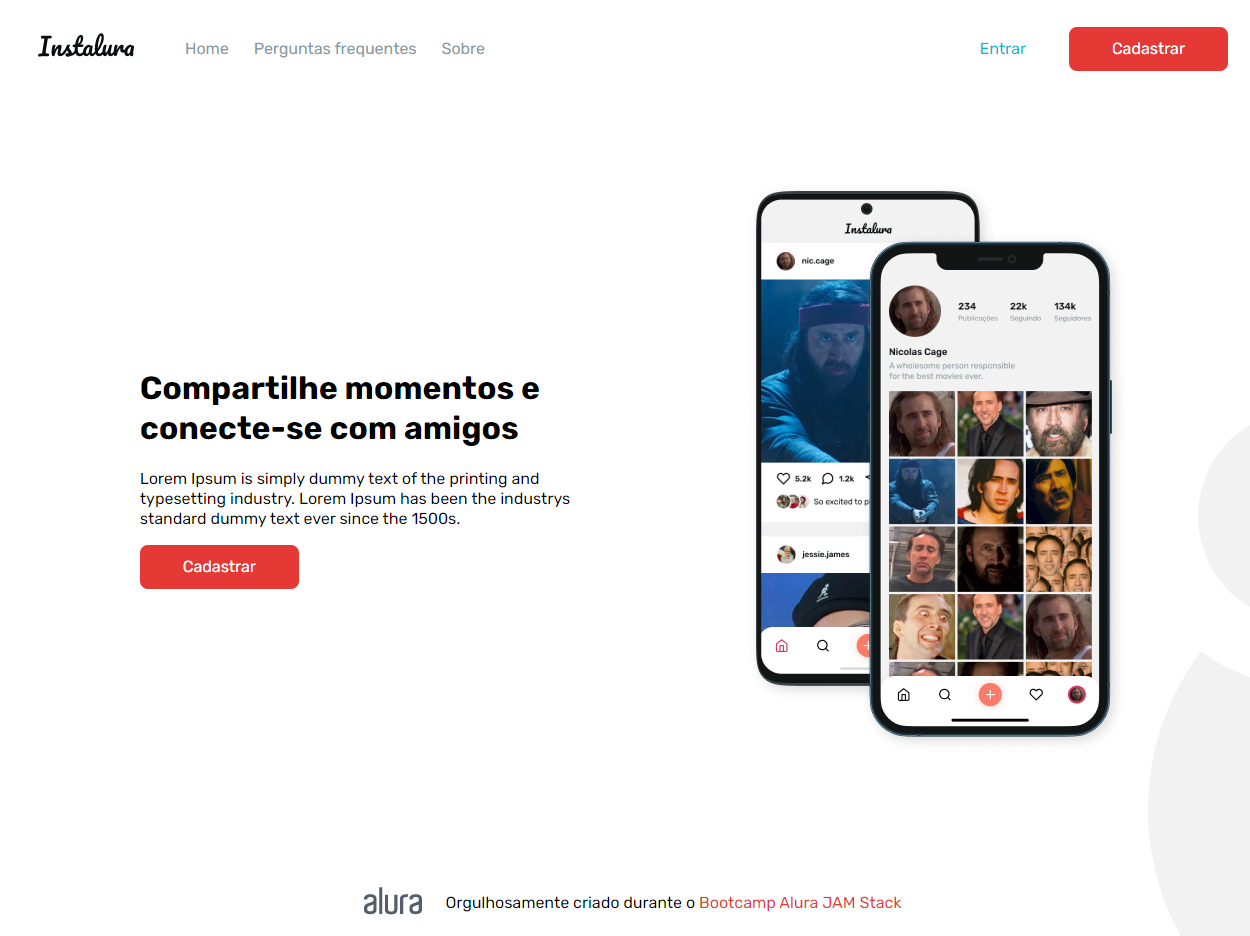 Instalura
Home Perguntas frequentes Sobre
Entrar
Cadastrar
Compartilhe momentos e
conecte-se com amigos
Lorem Ipsum is simply dummy text of the printing and
typesetting industry. Lorem Ipsum has been the industrys
standard dummy text ever since the 1500s.
Cadastrar
Instalura
nic.cage
5.2k 1.2k
So excited to p
jessie.james
234 22k 134k
Publicações Seguindo Seguidores
Nicolas Cage
A wholesome person responsible
for the best movies ever.
alura
Orgulhosamente criado durante o Bootcamp Alura JAM Stack